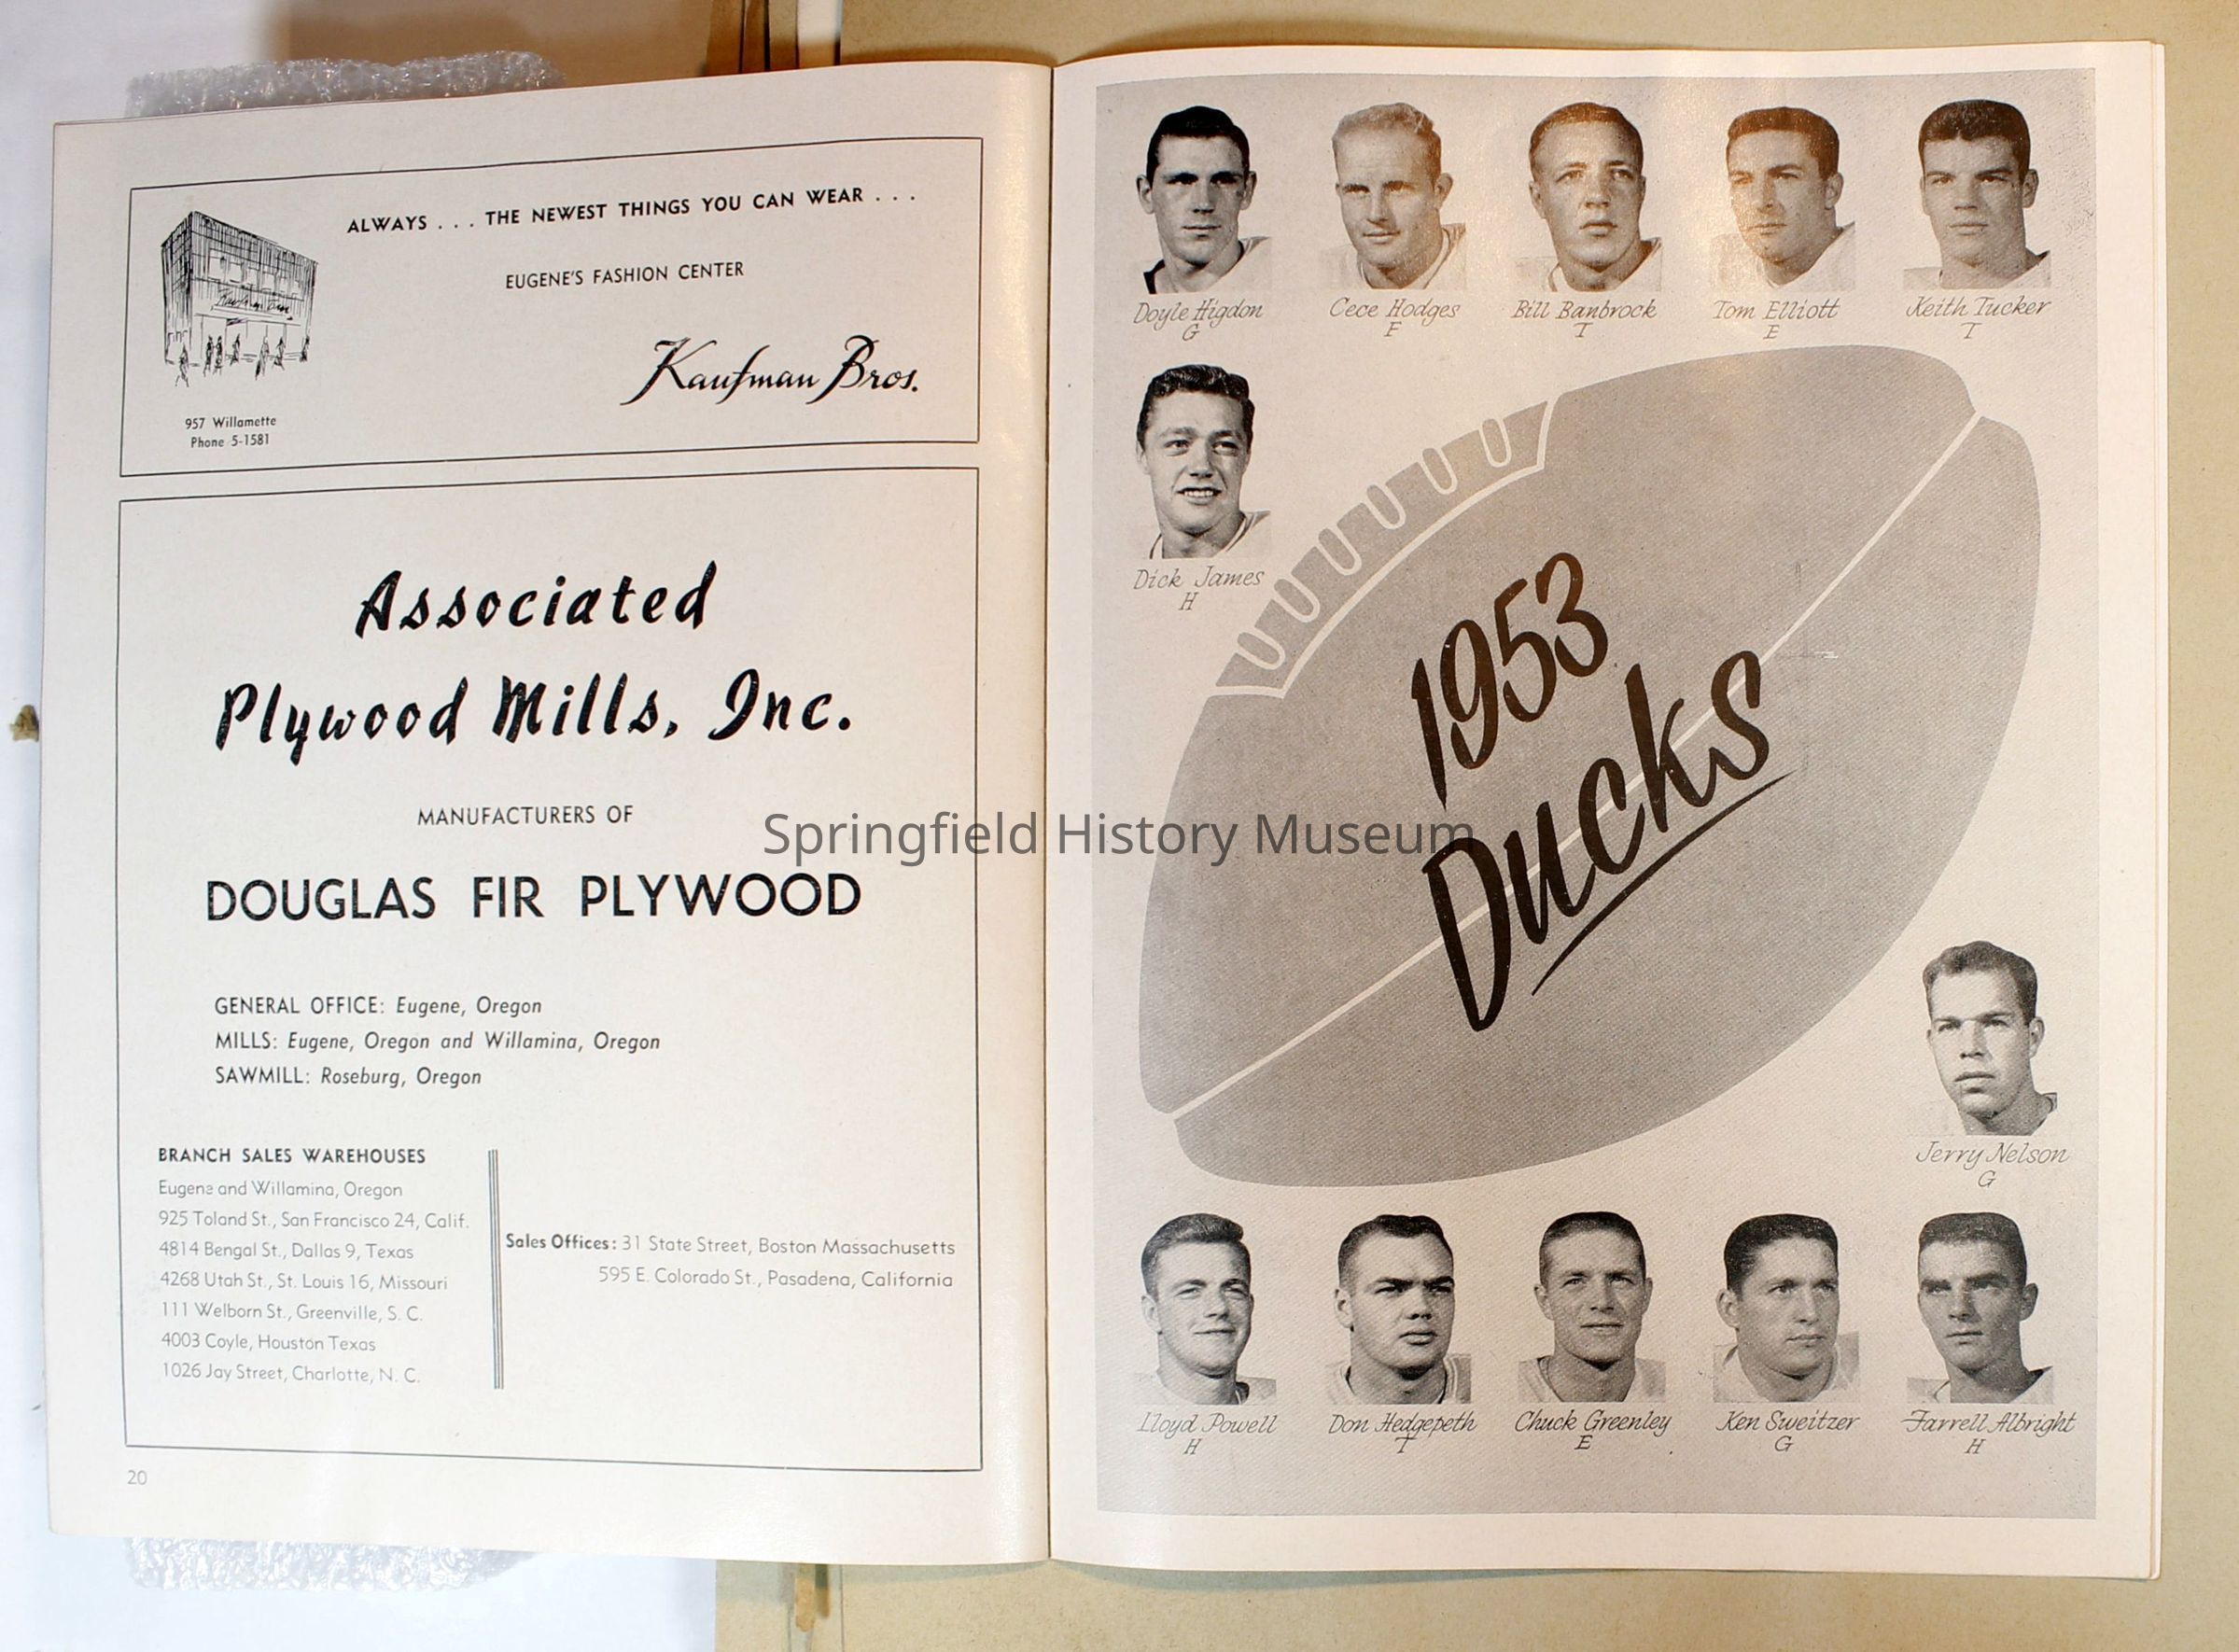 ALWAYS . . . THE NEWEST THINGS YOU CAN WEAR . . .
EUGENE'S FASHION CENTER
Kaufman Bros.
957 Willamette
Phone 5-1581
Associated
Plywood Mills, Inc.
MANUFACTURERS OF
DOUGLAS FIR PLYWOOD
GENERAL OFFICE: Eugene, Oregon
MILLS: Eugene, Oregon and Willamina, Oregon
SAWMILL: Roseburg, Oregon
BRANCH SALES WAREHOUSES
Eugene and Willamina, Oregon
925 Toland St., San Francisco 24, Calif.
4814 Bengal St., Dallas 9, Texas
4268 Utah St., St. Louis 16, Missouri
111 Welborn St., Greenville, S. C.
4003 Coyle, Houston Texas
1026 Jay Street, Charlotte, N. C.
Sales Offices: 31 State Street, Boston Massachusetts
595 E. Colorado St., Pasadena, California
20
Doyle Higdon
G
Cece Hodges
F
Bill Banbrock
T
Tom Elliott
E
Keith Tucker
T
Dick James
H
1953
Ducks
Jerry Nelson
G
Lloyd Powell
H
Don Hedgepeth
T
Chuck Greenley
E
Ken Sweitzer
G
Farrell Albright
H
Springfield History Museum